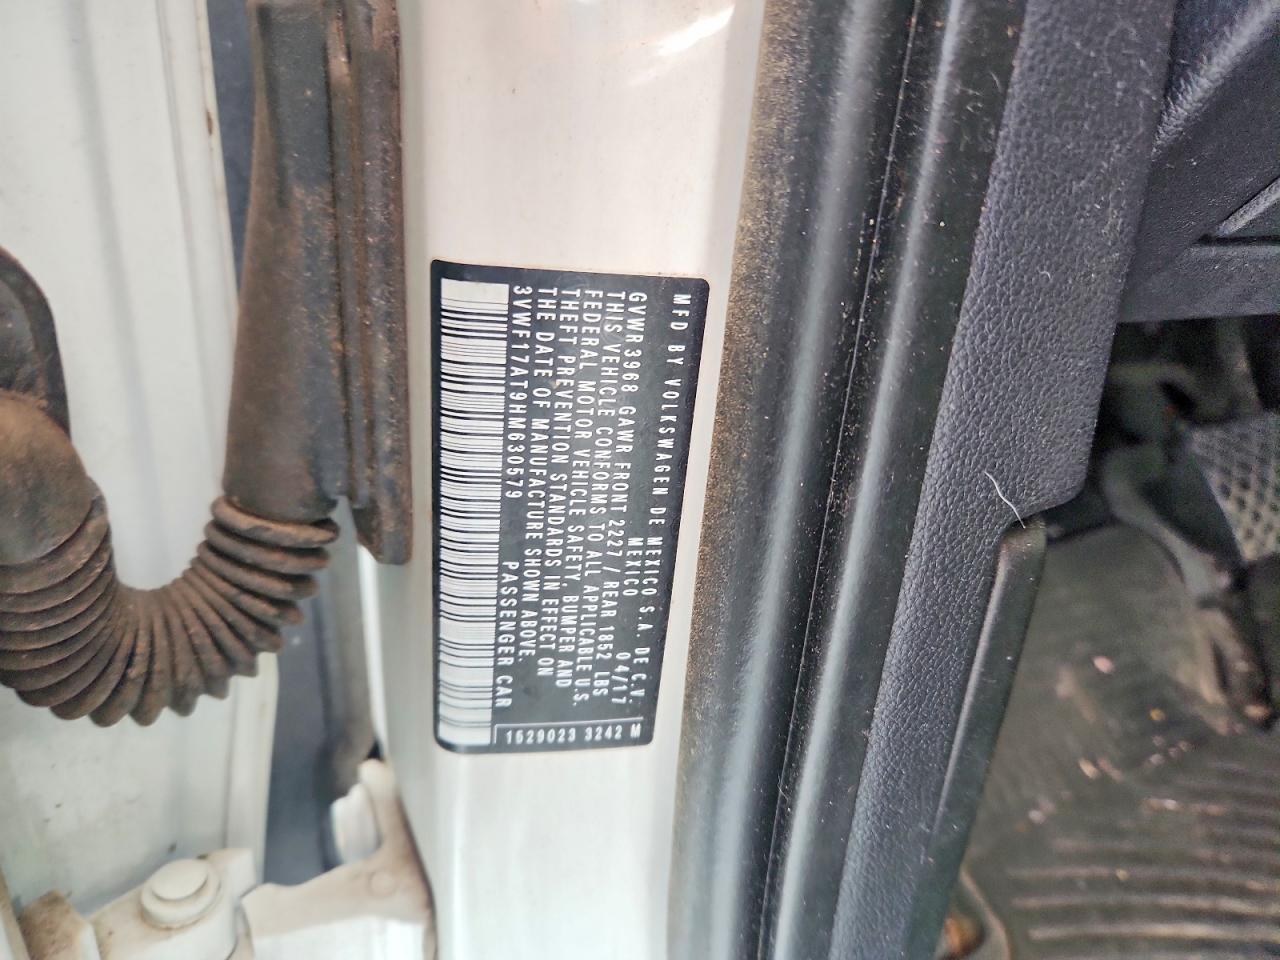 MFD BY VOLKSWAGEN DE MEXICO S.A. DE C.V.
MEXICO 04/17
GVWR 3968 GAWR FRONT 2227 / REAR 1852 LBS
THIS VEHICLE CONFORMS TO ALL APPLICABLE U.S.
FEDERAL MOTOR VEHICLE SAFETY, BUMPER AND
THEFT PREVENTION STANDARDS IN EFFECT ON
THE DATE OF MANUFACTURE SHOWN ABOVE.
3VWF17AT9HM630579 PASSENGER CAR
1529023 3242 M